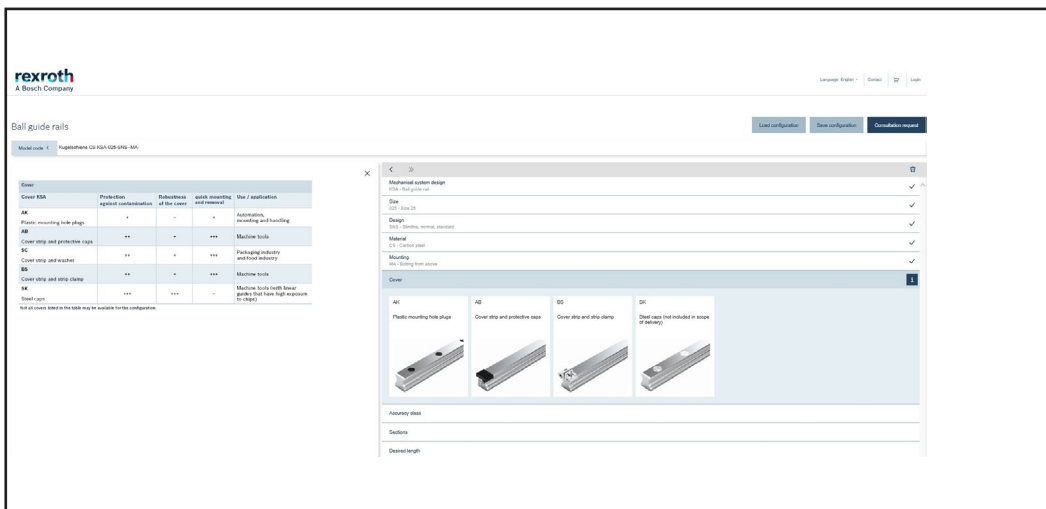 rexroth
A Bosch Company
Language: English
Contact
Login
Ball guide rails
Load configuration
Save configuration
Consultation request
Model code
Cover
Cover KSA
Protection against contamination
Robustness of the cover
quick mounting and removal
Use / application
AK
Plastic mounting hole plugs
+
-
+
Automation,
mounting and handling
AB
Cover strip and protective caps
++
+
+++
Machine tools
SC
Cover strip and washer
++
+
+++
Packaging industry
and food industry
BS
Cover strip and strip clamp
++
+
+++
Machine tools
SK
Steel caps
+++
+++
-
Machine tools (with linear
guides that have high exposure
to chips)
Not all covers listed in the table may be available for the configuration.
Mechanical system design
KSA - Ball guide rail
Size
025 - Size 25
Design
SNS - Slimline, normal, standard
Material
CS - Carbon steel
Mounting
MA - Bolting from above
Cover
i
AK
Plastic mounting hole plugs
AB
Cover strip and protective caps
BS
Cover strip and strip clamp
SK
Steel caps (not included in scope
of delivery)
Accuracy class
Sections
Desired length